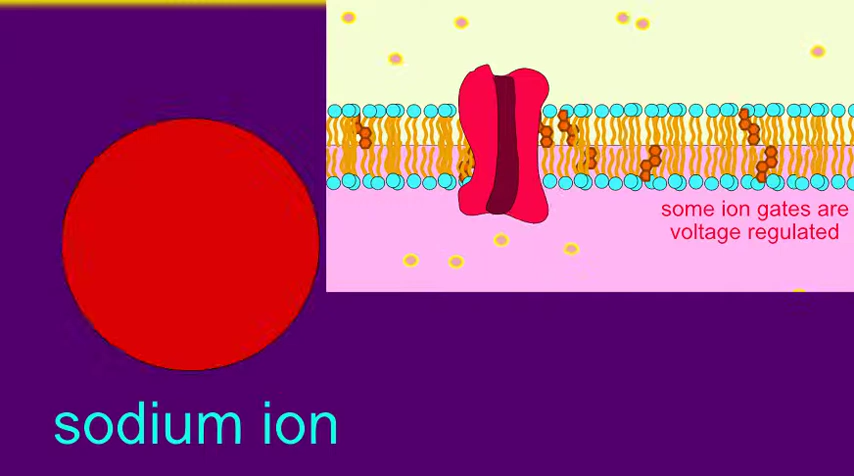 some ion gates are
voltage regulated
sodium ion